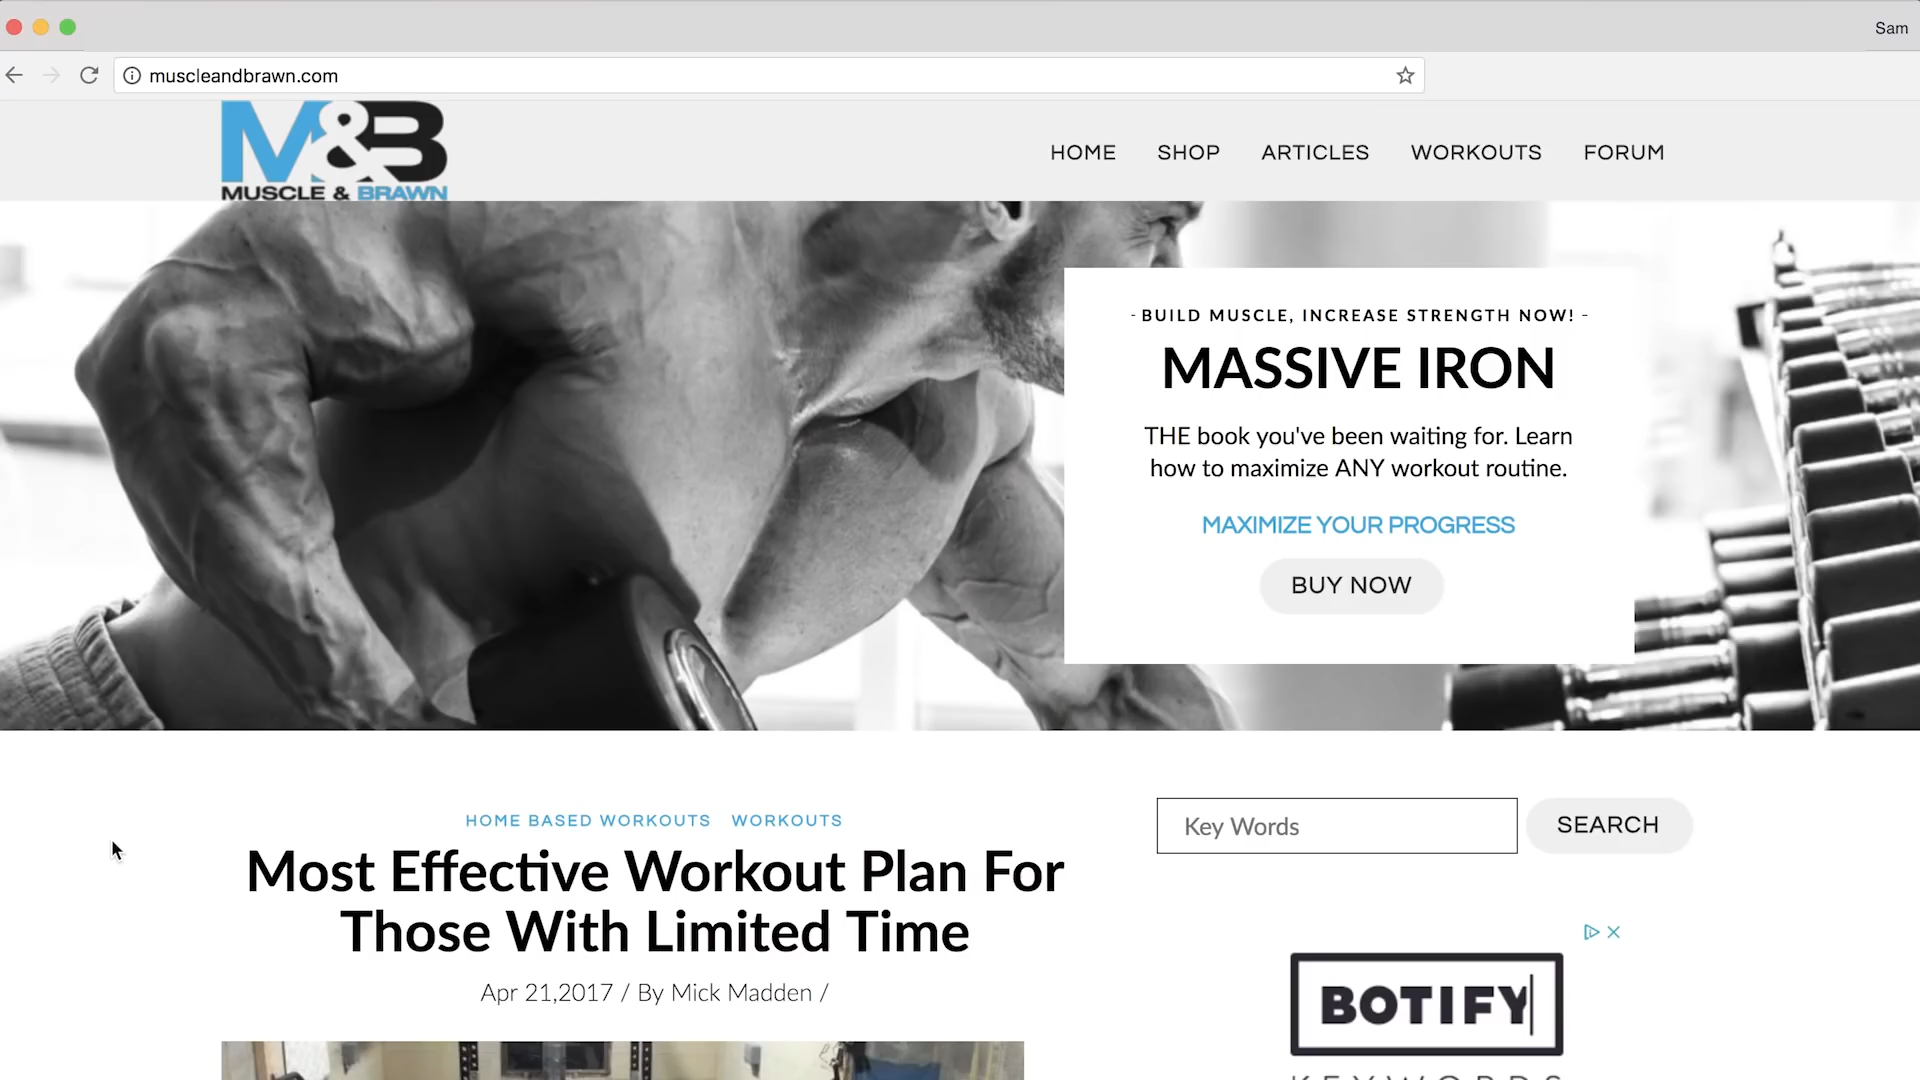 Sam
muscleandbrawn.com
M&B
MUSCLE & BRAWN
HOME SHOP ARTICLES WORKOUTS FORUM
- BUILD MUSCLE, INCREASE STRENGTH NOW! -
MASSIVE IRON
THE book you've been waiting for. Learn
how to maximize ANY workout routine.
MAXIMIZE YOUR PROGRESS
BUY NOW
HOME BASED WORKOUTS WORKOUTS
Most Effective Workout Plan For
Those With Limited Time
Apr 21,2017 / By Mick Madden /
Key Words
SEARCH
BOTIFY
KEYWORDS